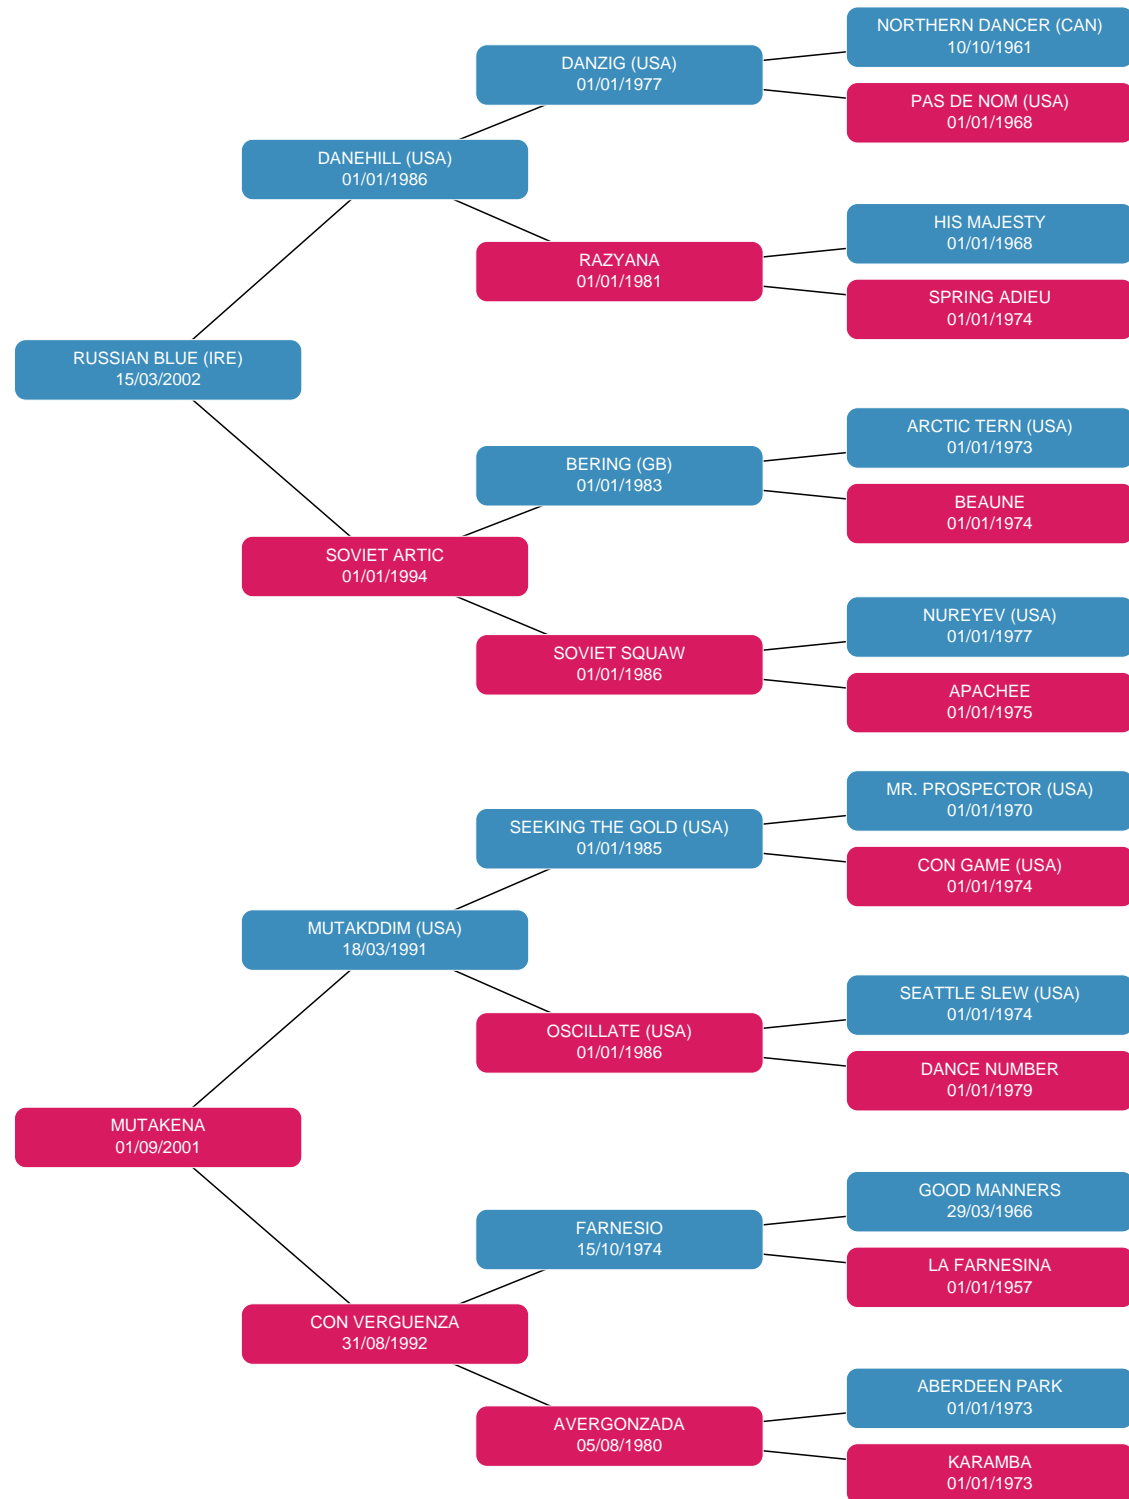 NORTHERN DANCER (CAN)
10/10/1961
DANZIG (USA)
01/01/1977
PAS DE NOM (USA)
01/01/1968
DANEHILL (USA)
01/01/1986
HIS MAJESTY
01/01/1968
RAZYANA
01/01/1981
SPRING ADIEU
01/01/1974
RUSSIAN BLUE (IRE)
15/03/2002
ARCTIC TERN (USA)
01/01/1973
BERING (GB)
01/01/1983
BEAUNE
01/01/1974
SOVIET ARTIC
01/01/1994
NUREYEV (USA)
01/01/1977
SOVIET SQUAW
01/01/1986
APACHEE
01/01/1975
MR. PROSPECTOR (USA)
01/01/1970
SEEKING THE GOLD (USA)
01/01/1985
CON GAME (USA)
01/01/1974
MUTAKDDIM (USA)
18/03/1991
SEATTLE SLEW (USA)
01/01/1974
OSCILLATE (USA)
01/01/1986
DANCE NUMBER
01/01/1979
MUTAKENA
01/09/2001
GOOD MANNERS
29/03/1966
FARNESIO
15/10/1974
LA FARNESINA
01/01/1957
CON VERGUENZA
31/08/1992
ABERDEEN PARK
01/01/1973
AVERGONZADA
05/08/1980
KARAMBA
01/01/1973